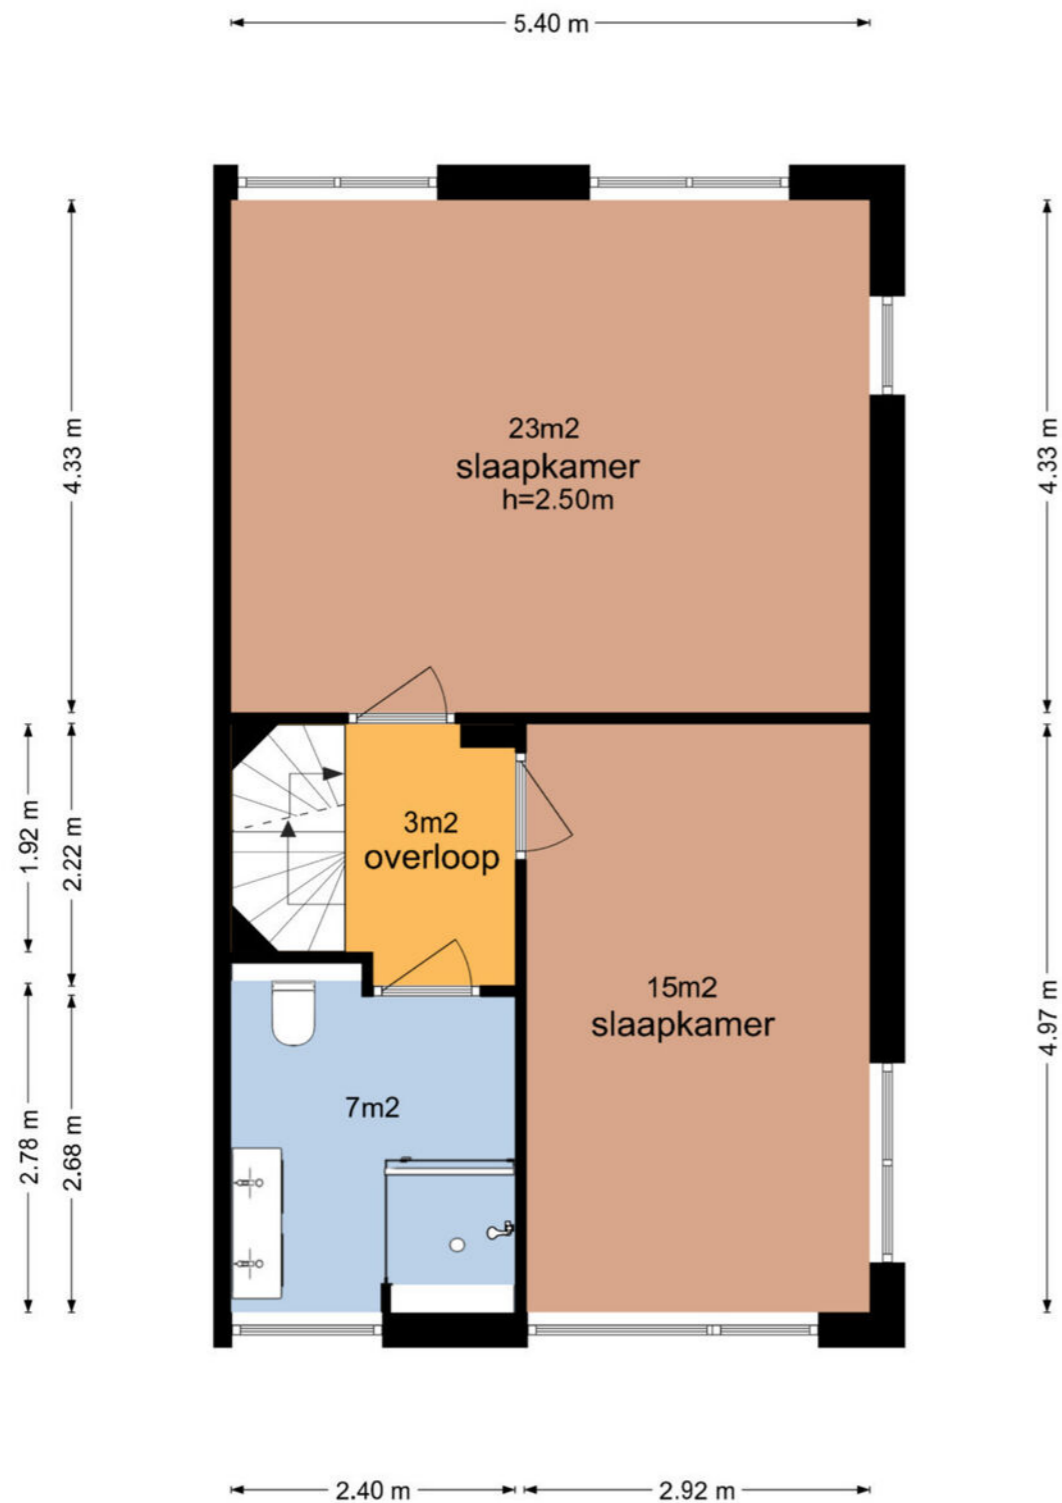 5.40 m
4.33 m
4.33 m
23m2
slaapkamer
h=2.50m
1.92 m
2.22 m
3m2
overloop
15m2
slaapkamer
4.97 m
2.78 m
2.68 m
7m2
2.40 m
2.92 m